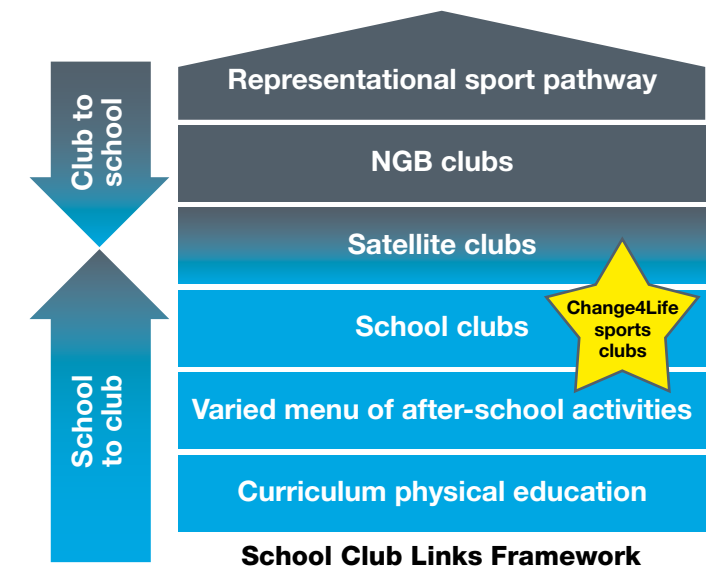 Representational sport pathway
Club to
school
NGB clubs
Satellite clubs
Change4Life
sports
clubs
School clubs
School
to club
Varied menu of after-school activities
Curriculum physical education
School Club Links Framework